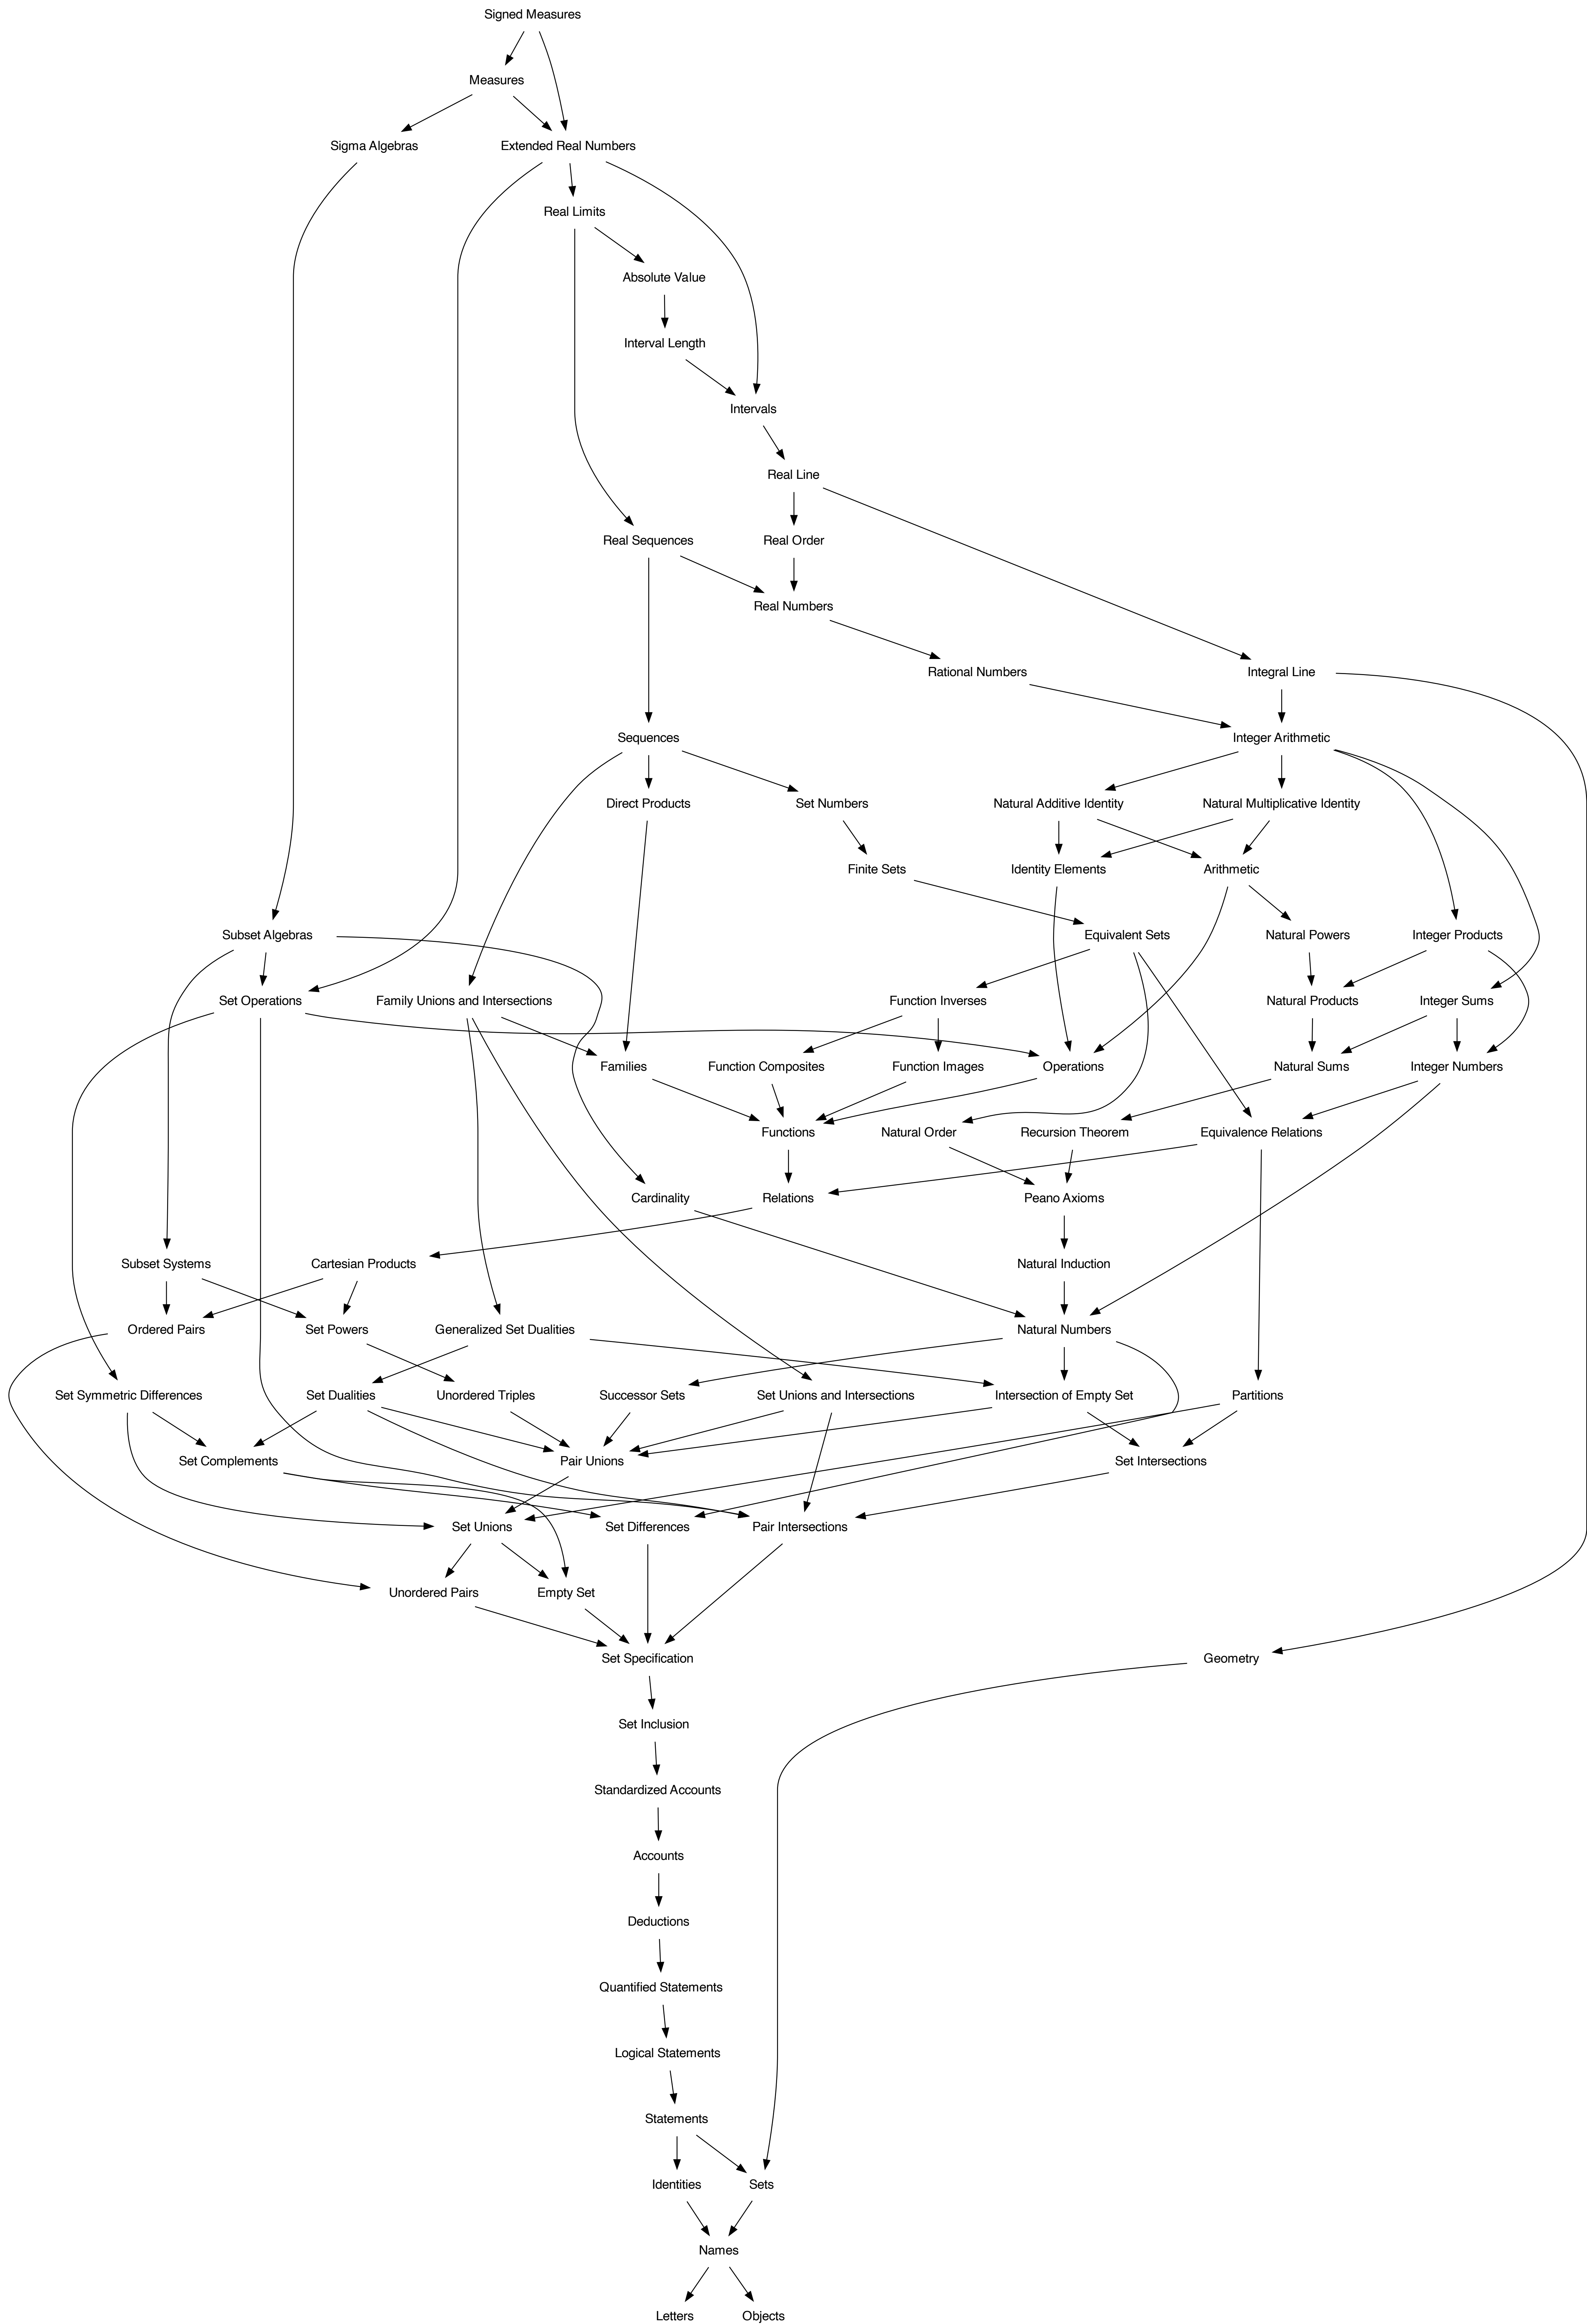 Signed Measures
Measures
Sigma Algebras
Extended Real Numbers
Real Limits
Absolute Value
Interval Length
Intervals
Real Line
Real Sequences
Real Order
Real Numbers
Rational Numbers
Integral Line
Sequences
Integer Arithmetic
Direct Products
Set Numbers
Natural Additive Identity
Natural Multiplicative Identity
Finite Sets
Identity Elements
Arithmetic
Subset Algebras
Equivalent Sets
Natural Powers
Integer Products
Set Operations
Family Unions and Intersections
Function Inverses
Natural Products
Integer Sums
Families
Function Composites
Function Images
Operations
Natural Sums
Integer Numbers
Functions
Natural Order
Recursion Theorem
Equivalence Relations
Cardinality
Relations
Peano Axioms
Subset Systems
Cartesian Products
Natural Induction
Ordered Pairs
Set Powers
Generalized Set Dualities
Natural Numbers
Set Symmetric Differences
Set Dualities
Unordered Triples
Successor Sets
Set Unions and Intersections
Intersection of Empty Set
Partitions
Set Complements
Pair Unions
Set Intersections
Set Unions
Set Differences
Pair Intersections
Unordered Pairs
Empty Set
Set Specification
Geometry
Set Inclusion
Standardized Accounts
Accounts
Deductions
Quantified Statements
Logical Statements
Statements
Identities
Sets
Names
Letters
Objects